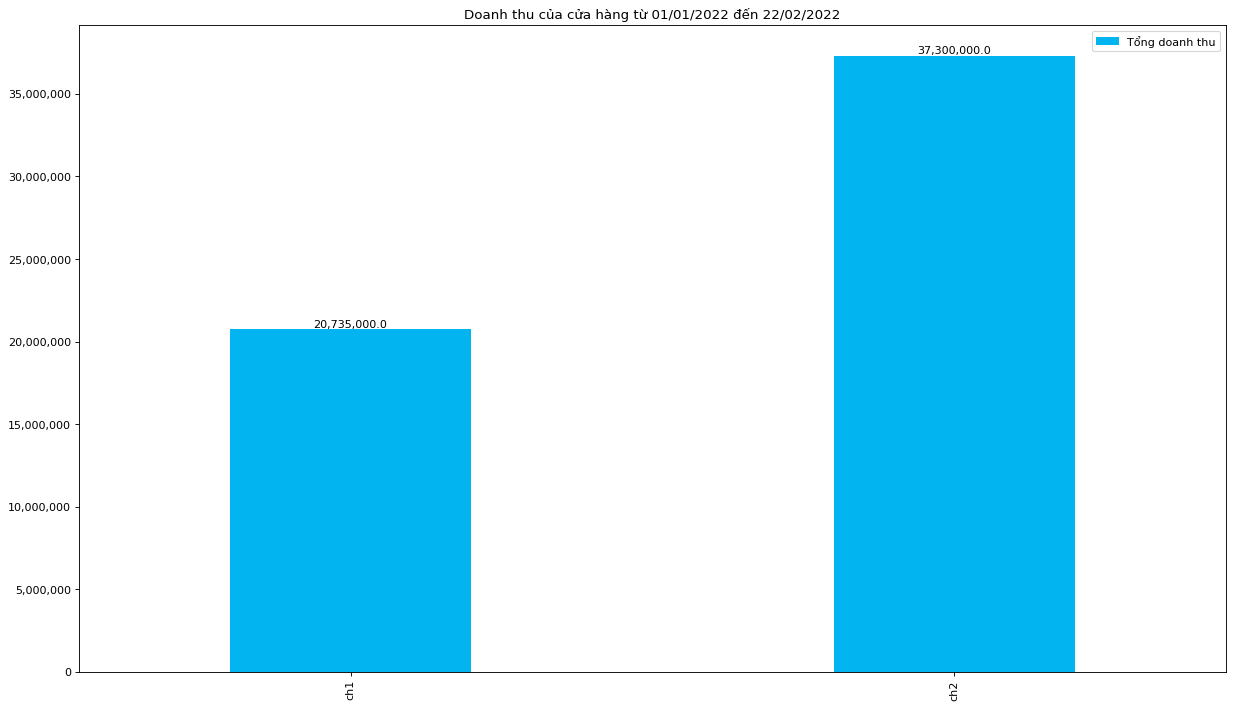 Doanh thu của cửa hàng từ 01/01/2022 đến 22/02/2022
Tổng doanh thu
37,300,000.0
35,000,000
30,000,000
25,000,000
20,735,000.0
20,000,000
15,000,000
10,000,000
5,000,000
0
ch1
ch2